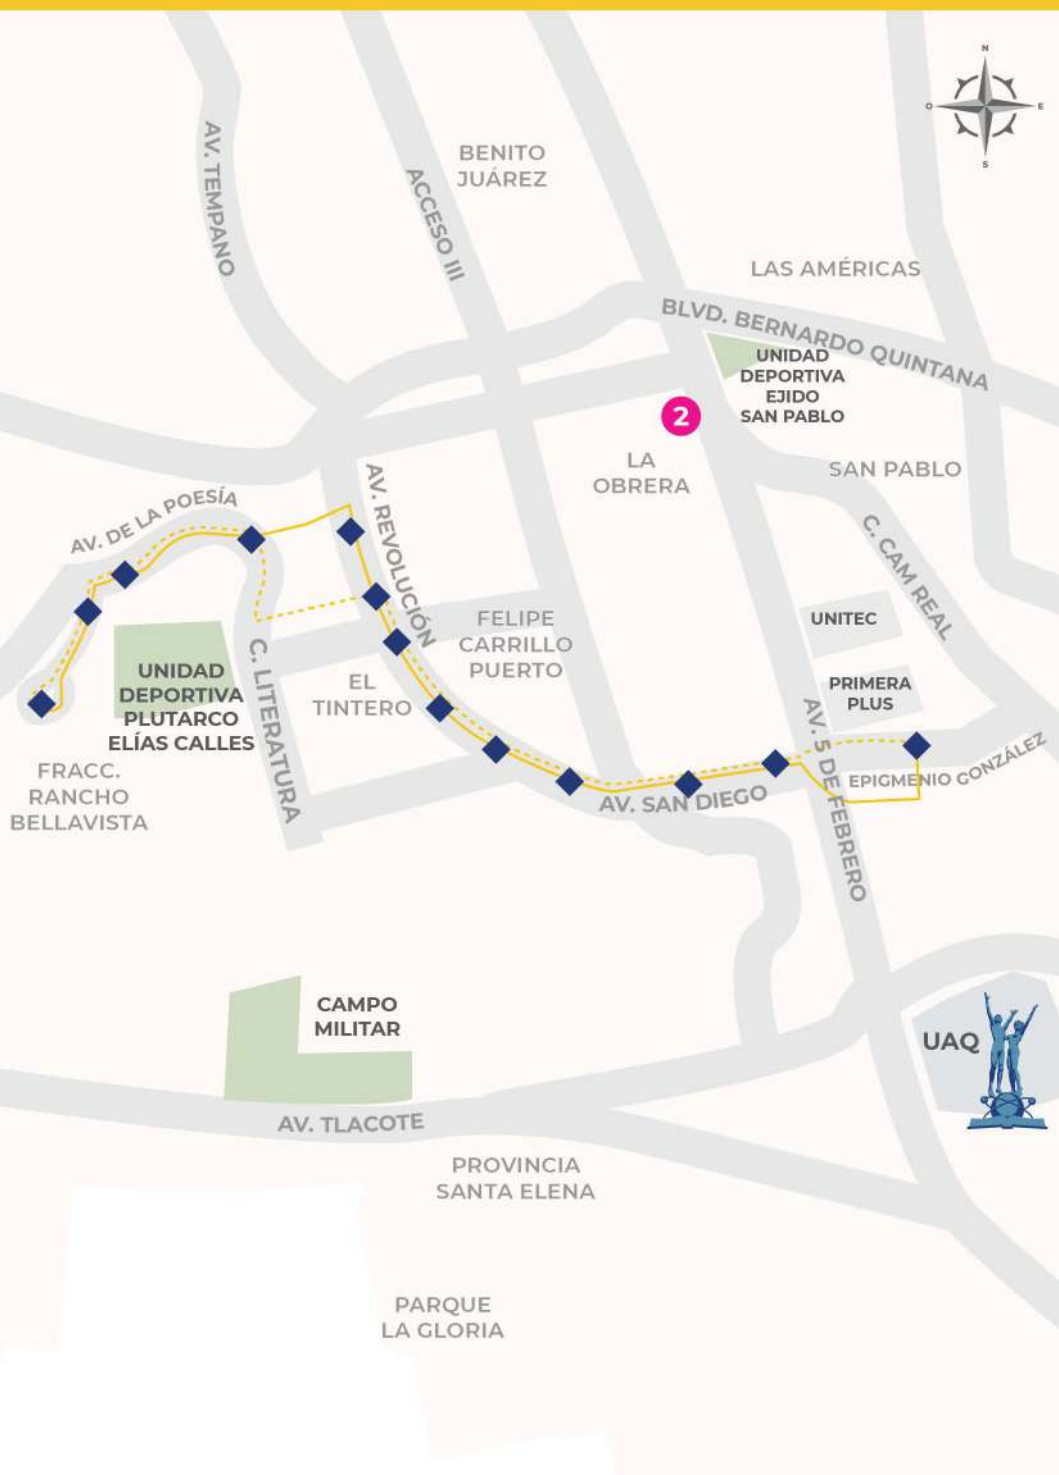 N
O
E
S
AV. TEMPANO
ACCESO III
BENITO
JUÁREZ
LAS AMÉRICAS
BLVD. BERNARDO QUINTANA
UNIDAD
DEPORTIVA
EJIDO
SAN PABLO
2
LA
OBRERA
SAN PABLO
AV. DE LA POESÍA
AV. REVOLUCIÓN
C. CAM REAL
UNITEC
FELIPE
CARRILLO
PUERTO
UNIDAD
DEPORTIVA
PLUTARCO
ELÍAS CALLES
C. LITERATURA
EL
TINTERO
PRIMERA
PLUS
AV. 5 DE FEBRERO
EPIGMENIO GONZÁLEZ
FRACC.
RANCHO
BELLAVISTA
AV. SAN DIEGO
CAMPO
MILITAR
UAQ
AV. TLACOTE
PROVINCIA
SANTA ELENA
PARQUE
LA GLORIA